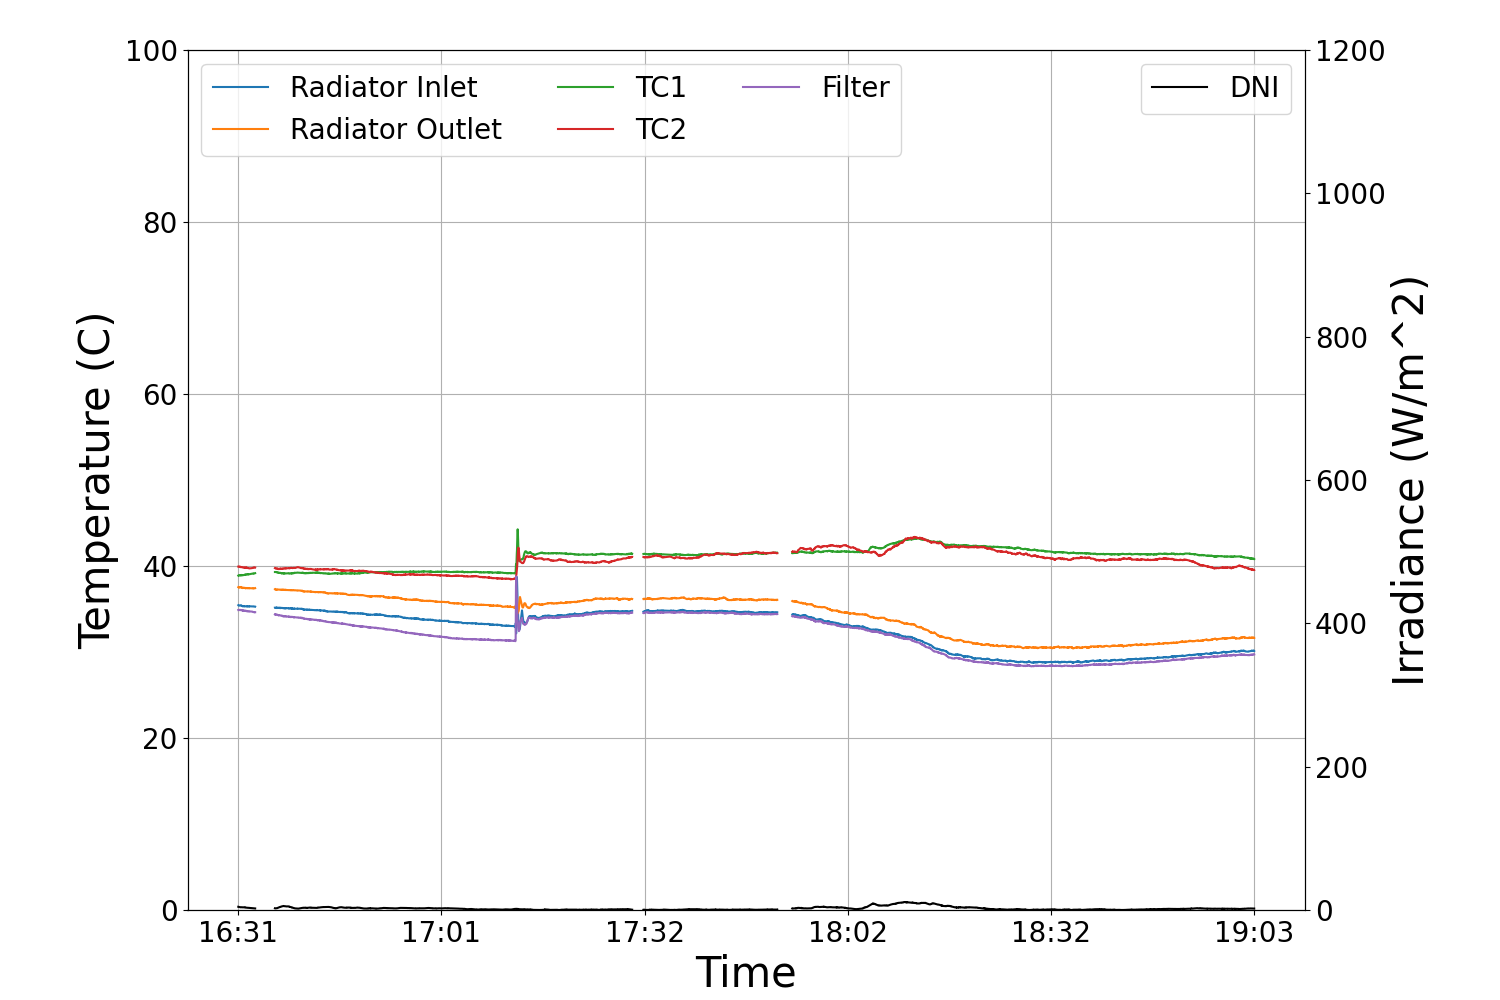 Radiator Inlet
Radiator Outlet
TC1
TC2
Filter
DNI
Temperature (C)
100
80
60
40
20
0
Irradiance (W/m^2)
1200
1000
800
600
400
200
0
16:31 17:01 17:32 18:02 18:32 19:03
Time